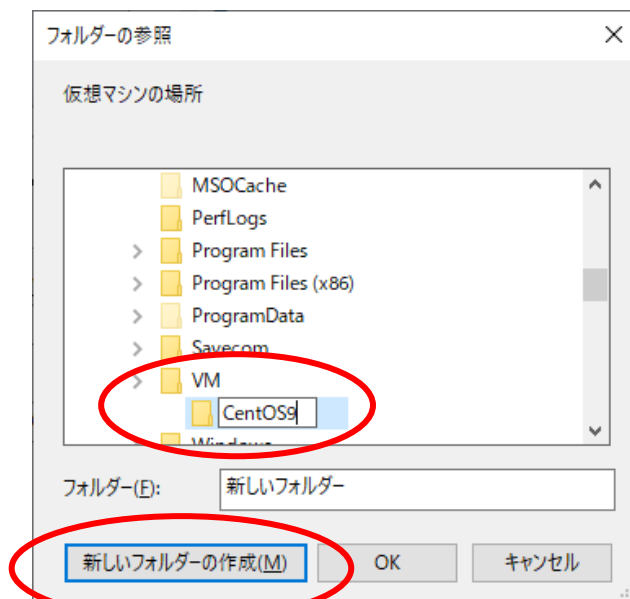 フォルダーの参照
仮想マシンの場所
MSOCache
PerfLogs
Program Files
Program Files (x86)
ProgramData
Savecom
VM
CentOS9
Windows
フォルダー(F):
新しいフォルダー
新しいフォルダーの作成(M)
OK
キャンセル